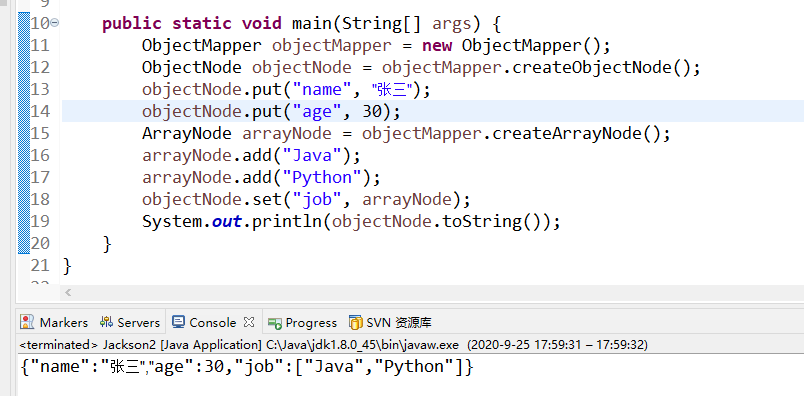 9
10 public static void main(String[] args) {
11 ObjectMapper objectMapper = new ObjectMapper();
12 ObjectNode objectNode = objectMapper.createObjectNode();
13 objectNode.put("name", "张三");
14 objectNode.put("age", 30);
15 ArrayNode arrayNode = objectMapper.createArrayNode();
16 arrayNode.add("Java");
17 arrayNode.add("Python");
18 objectNode.set("job", arrayNode);
19 System.out.println(objectNode.toString());
20 }
21 }
Markers Servers Console Progress SVN 资源库
<terminated> Jackson2 [Java Application] C:\Java\jdk1.8.0_45\bin\javaw.exe (2020-9-25 17:59:31 – 17:59:32)
{"name":"张三","age":30,"job":["Java","Python"]}